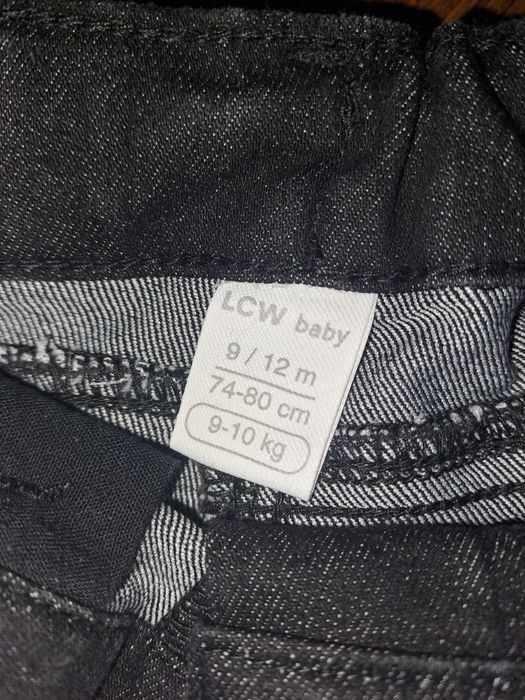 LCW baby
9 / 12 m
74-80 cm
9-10 kg